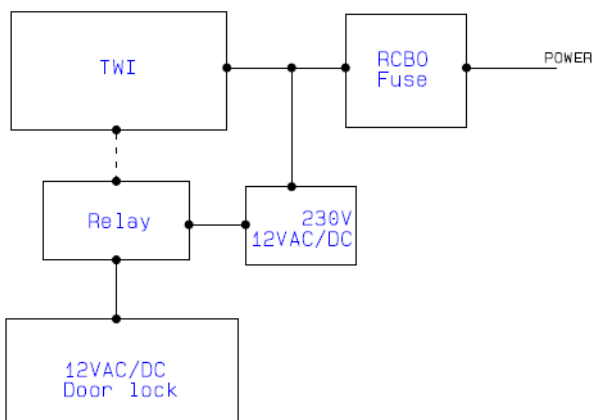 TWI
RCBO
Fuse
POWER
Relay
230V
12VAC/DC
12VAC/DC
Door lock